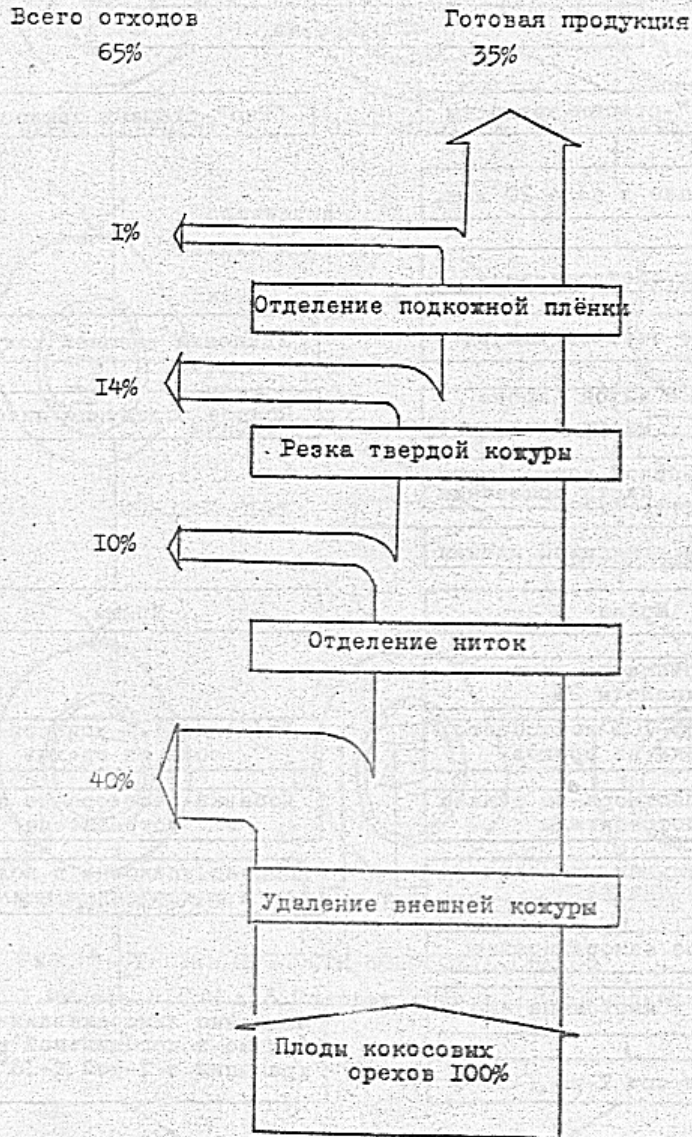 Всего отходов Готовая продукция
65% 35%
I%
Отделение подкожной плёнки
I4%
Резка твердой кожуры
I0%
Отделение ниток
40%
Удаление внешней кожуры
Плоды кокосовых
орехов I00%